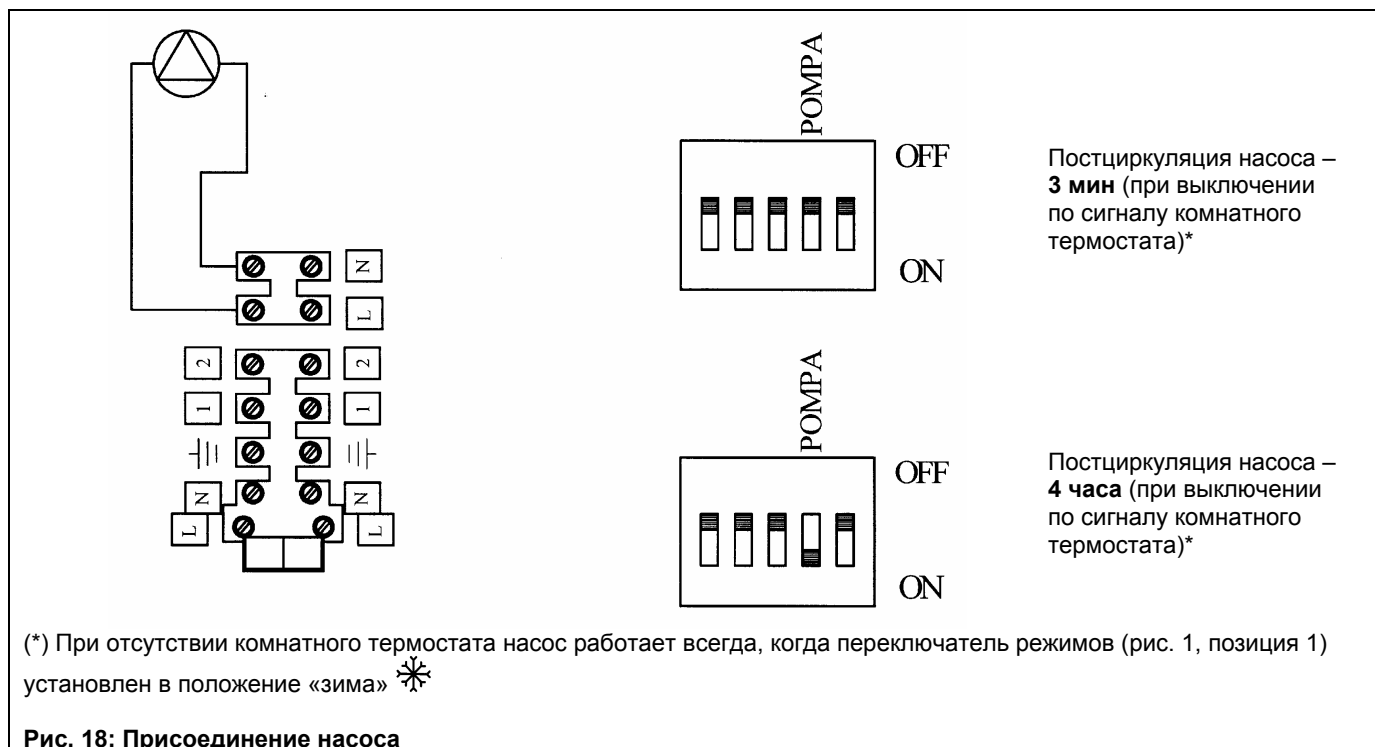 POMPA
OFF
ON
Постциркуляция насоса –
3 мин (при выключении
по сигналу комнатного
термостата)*
N
L
2 2
1 1
N N
L L
POMPA
OFF
ON
Постциркуляция насоса –
4 часа (при выключении
по сигналу комнатного
термостата)*
(*) При отсутствии комнатного термостата насос работает всегда, когда переключатель режимов (рис. 1, позиция 1)
установлен в положение «зима»
Рис. 18: Присоединение насоса